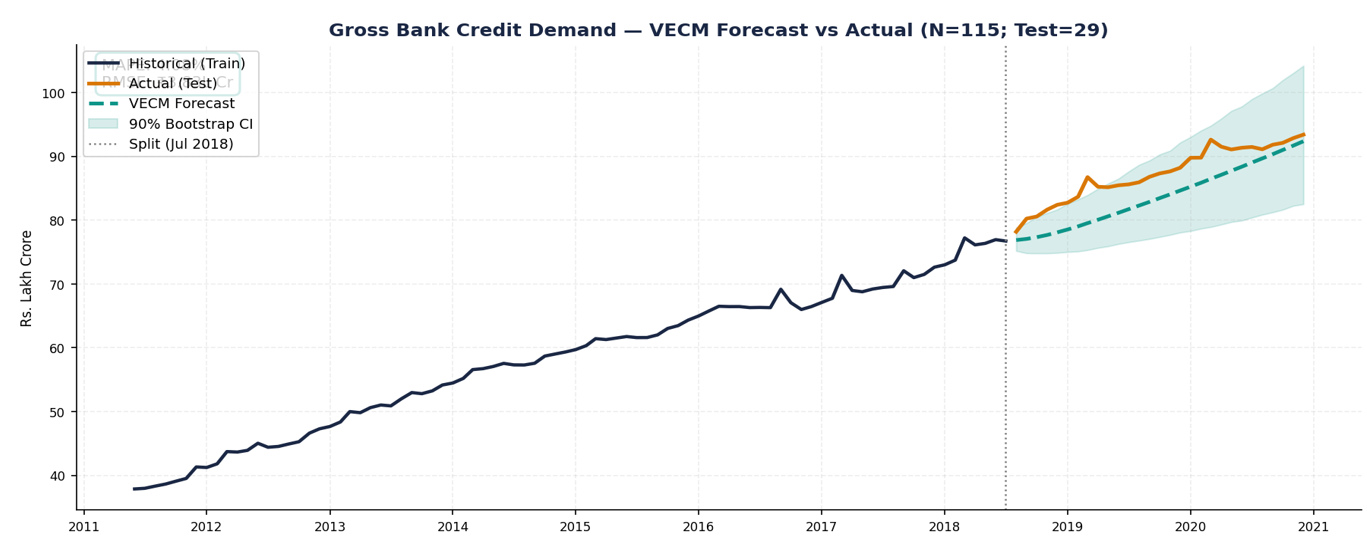 Gross Bank Credit Demand — VECM Forecast vs Actual (N=115; Test=29)
Historical (Train)
Actual (Test)
VECM Forecast
90% Bootstrap CI
Split (Jul 2018)
Rs. Lakh Crore
100
90
80
70
60
50
40
2011
2012
2013
2014
2015
2016
2017
2018
2019
2020
2021